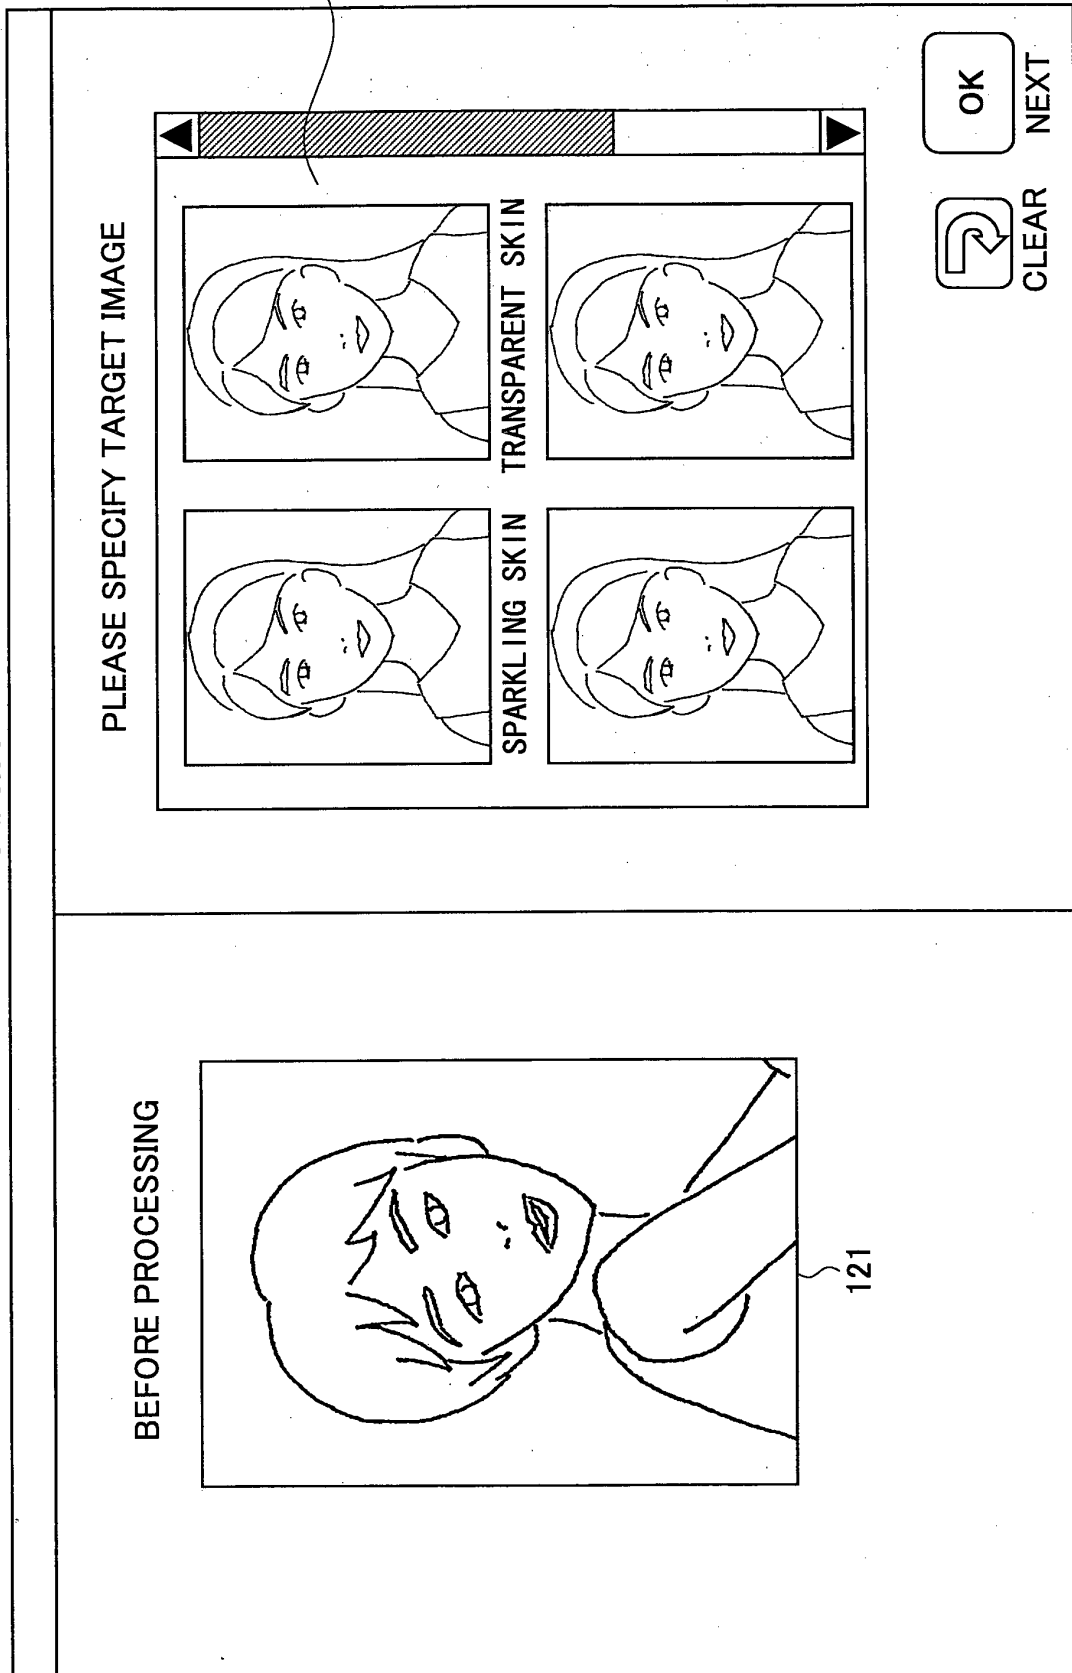 BEFORE PROCESSING
121
PLEASE SPECIFY TARGET IMAGE
SPARKLING SKIN
TRANSPARENT SKIN
CLEAR
OK
NEXT